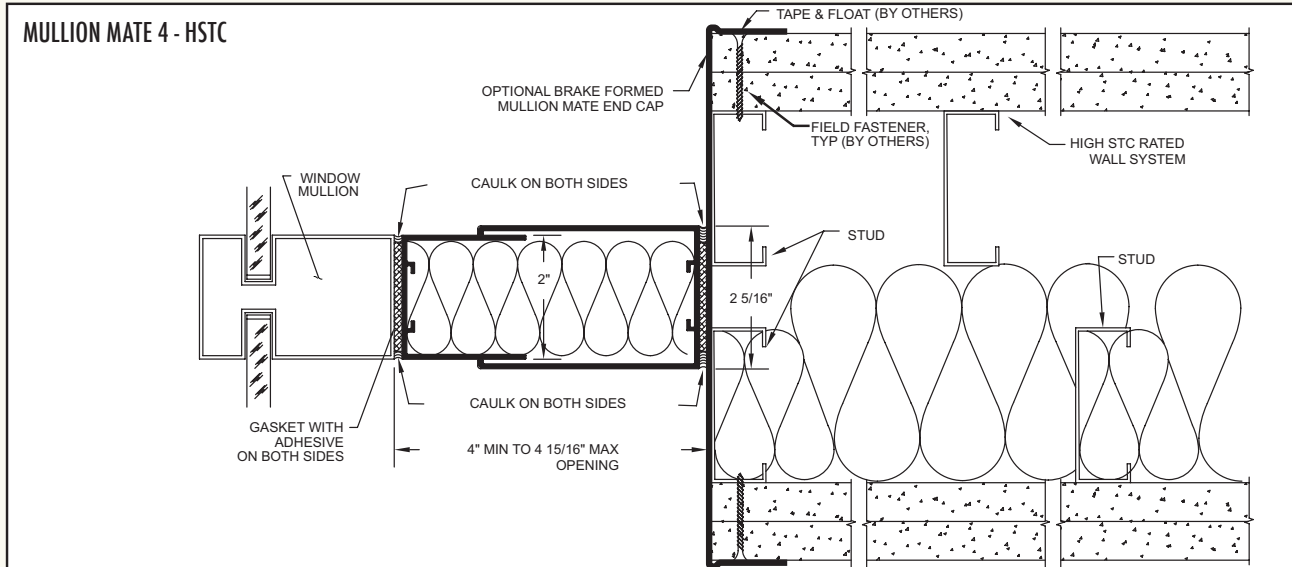 MULLION MATE 4 - HSTC
TAPE & FLOAT (BY OTHERS)
OPTIONAL BRAKE FORMED
MULLION MATE END CAP
FIELD FASTENER,
TYP (BY OTHERS)
HIGH STC RATED
WALL SYSTEM
WINDOW
MULLION
CAULK ON BOTH SIDES
STUD
STUD
2"
2 5/16"
CAULK ON BOTH SIDES
GASKET WITH
ADHESIVE
ON BOTH SIDES
4" MIN TO 4 15/16" MAX
OPENING